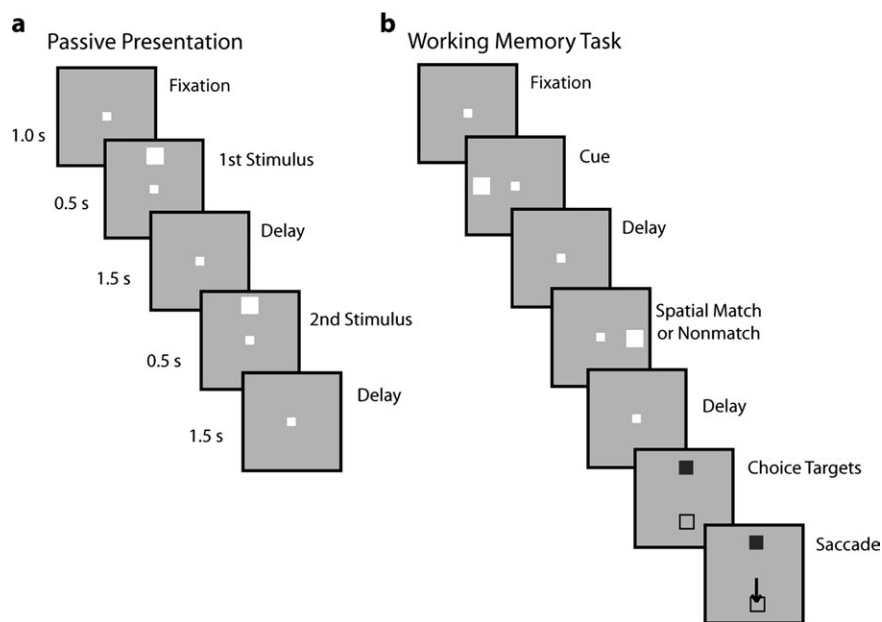 a
Passive Presentation
Fixation
1.0 s
1st Stimulus
0.5 s
Delay
1.5 s
2nd Stimulus
0.5 s
Delay
1.5 s
b
Working Memory Task
Fixation
Cue
Delay
Spatial Match
or Nonmatch
Delay
Choice Targets
Saccade